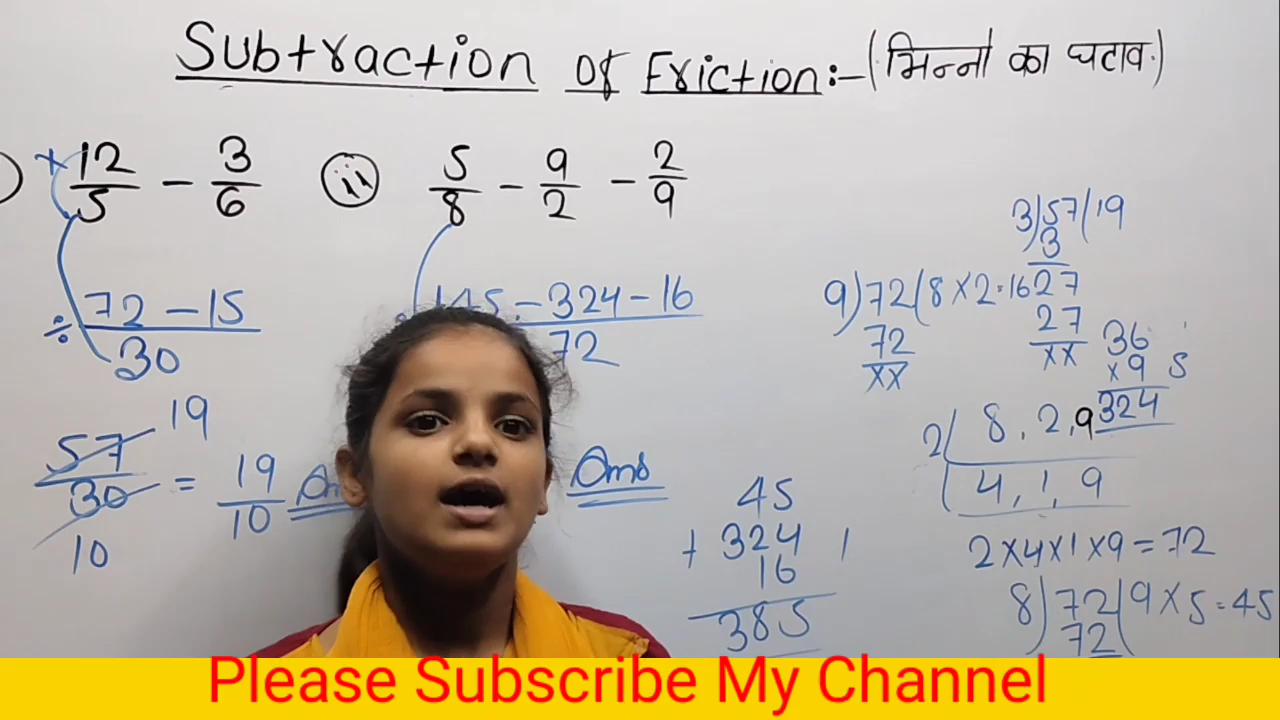 Subtraction Of Friction:- (भिन्नों का घटाव.)
12/5 - 3/6 (ii) 5/8 - 9/2 - 2/9
÷ 72 - 15 / 30
- 324 - 16 / 72
57/30 = 19/10
19
10
Ans
3)57(19
3
27
27
xx
9)72(8×2=16
72
xx
36
×9
324
5
2 8, 2, 9
4, 1, 9
2×4×1×9=72
8)72(9×5=45
72
45
+ 324 1
16
385
Please Subscribe My Channel